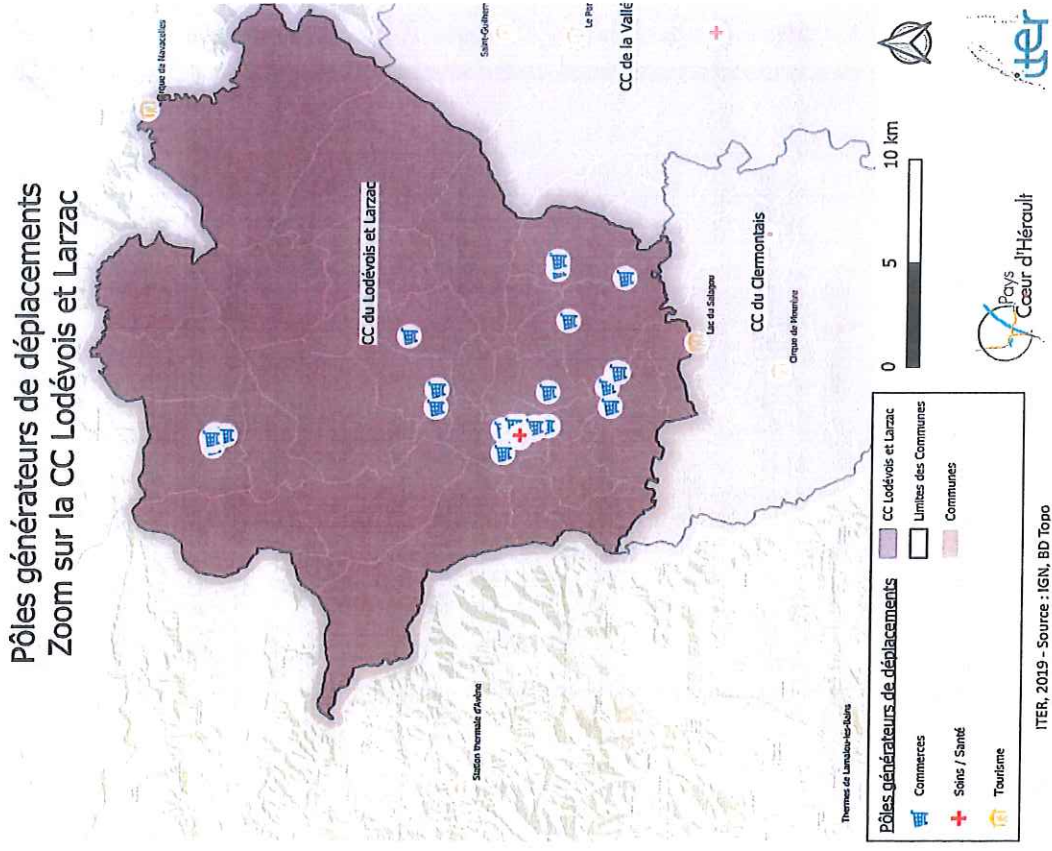 Pôles générateurs de déplacements
Zoom sur la CC Lodévois et Larzac
Cirque de Navacelles
Saint-Guilhem
Le Pon
CC de la Vallé
CC du Lodévois et Larzac
Lac du Salagou
CC du Clermontais
Cirque de Mourèze
Station thermale d'Avène
Thermes de Lamalou-les-Bains
0 5 10 km
Pôles générateurs de déplacements
Commerces
Soins / Santé
Tourisme
CC Lodévois et Larzac
Limites des Communes
Communes
Pays
Cœur d'Hérault
iter
ITER, 2019 - Source : IGN, BD Topo